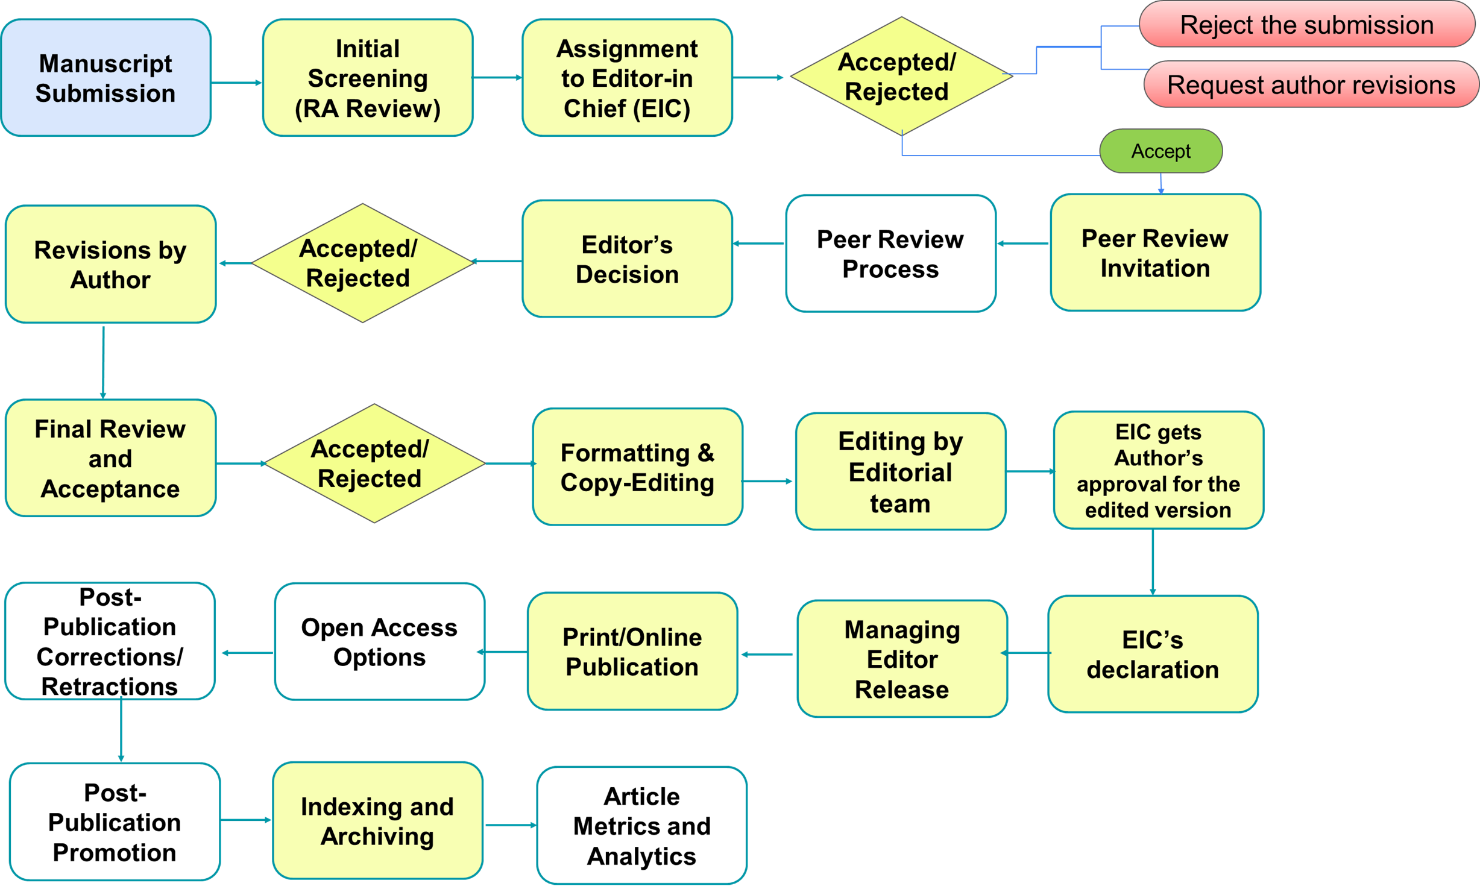 Manuscript
Submission
Initial
Screening
(RA Review)
Assignment
to Editor-in
Chief (EIC)
Accepted/
Rejected
Reject the submission
Request author revisions
Accept
Revisions by
Author
Accepted/
Rejected
Editor’s
Decision
Peer Review
Process
Peer Review
Invitation
Final Review
and
Acceptance
Accepted/
Rejected
Formatting &
Copy-Editing
Editing by
Editorial
team
EIC gets
Author’s
approval for the
edited version
Post-
Publication
Corrections/
Retractions
Open Access
Options
Print/Online
Publication
Managing
Editor
Release
EIC’s
declaration
Post-
Publication
Promotion
Indexing and
Archiving
Article
Metrics and
Analytics